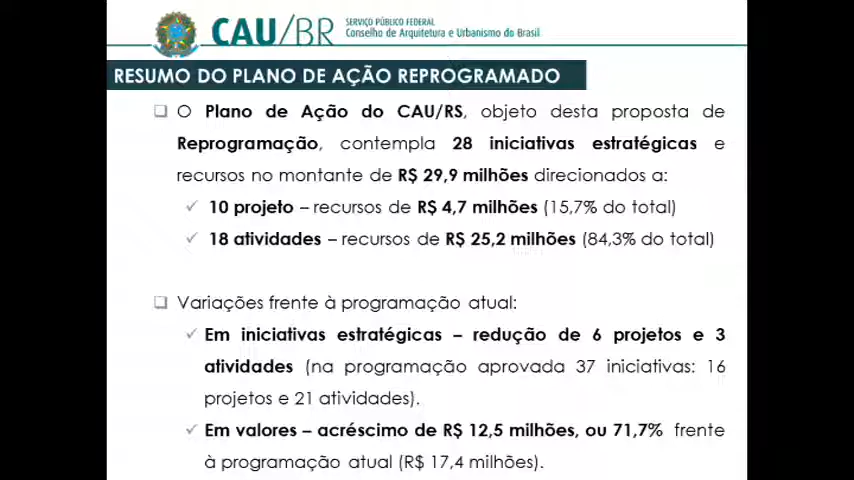 CAU/BR
SERVIÇO PÚBLICO FEDERAL
Conselho de Arquitetura e Urbanismo do Brasil
RESUMO DO PLANO DE AÇÃO REPROGRAMADO
O Plano de Ação do CAU/RS, objeto desta proposta de
Reprogramação, contempla 28 iniciativas estratégicas e
recursos no montante de R$ 29,9 milhões direcionados a:
10 projeto – recursos de R$ 4,7 milhões (15,7% do total)
18 atividades – recursos de R$ 25,2 milhões (84,3% do total)
Variações frente à programação atual:
Em iniciativas estratégicas – redução de 6 projetos e 3
atividades (na programação aprovada 37 iniciativas: 16
projetos e 21 atividades).
Em valores – acréscimo de R$ 12,5 milhões, ou 71,7% frente
à programação atual (R$ 17,4 milhões).